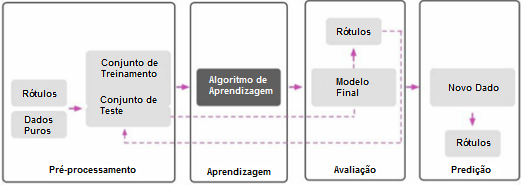 Rótulos
Dados
Puros
Conjunto de
Treinamento
Conjunto de
Teste
Pré-processamento
Algoritmo de
Aprendizagem
Aprendizagem
Rótulos
Modelo
Final
Avaliação
Novo Dado
Rótulos
Predição